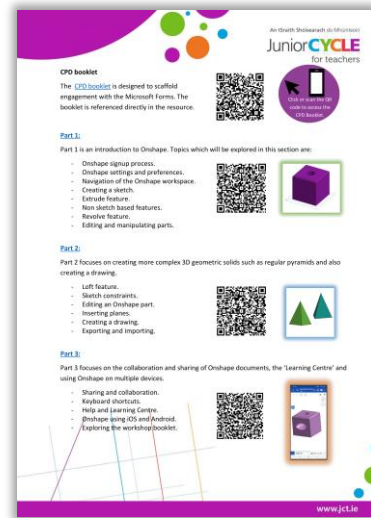 An tSraith Shóisearach do Mhúinteoirí
JuniorCYCLE
for teachers
CPD booklet
The CPD booklet is designed to scaffold
engagement with the Microsoft Forms. The
booklet is referenced directly in the resource.
Click or scan the QR
code to access the
CPD Booklet.
Part 1:
Part 1 is an introduction to Onshape. Topics which will be explored in this section are:
- Onshape signup process.
- Onshape settings and preferences.
- Navigation of the Onshape workspace.
- Creating a sketch.
- Extrude feature.
- Non sketch based features.
- Revolve feature.
- Editing and manipulating parts.
Part 2:
Part 2 focuses on creating more complex 3D geometric solids such as regular pyramids and also
creating a drawing.
- Loft feature.
- Sketch constraints.
- Editing an Onshape part.
- Inserting planes.
- Creating a drawing.
- Exporting and importing.
Part 3:
Part 3 focuses on the collaboration and sharing of Onshape documents, the 'Learning Centre' and
using Onshape on multiple devices.
- Sharing and collaboration.
- Keyboard shortcuts.
- Help and Learning Centre.
- Onshape using iOS and Android.
- Exploring the workshop booklet.
www.jct.ie